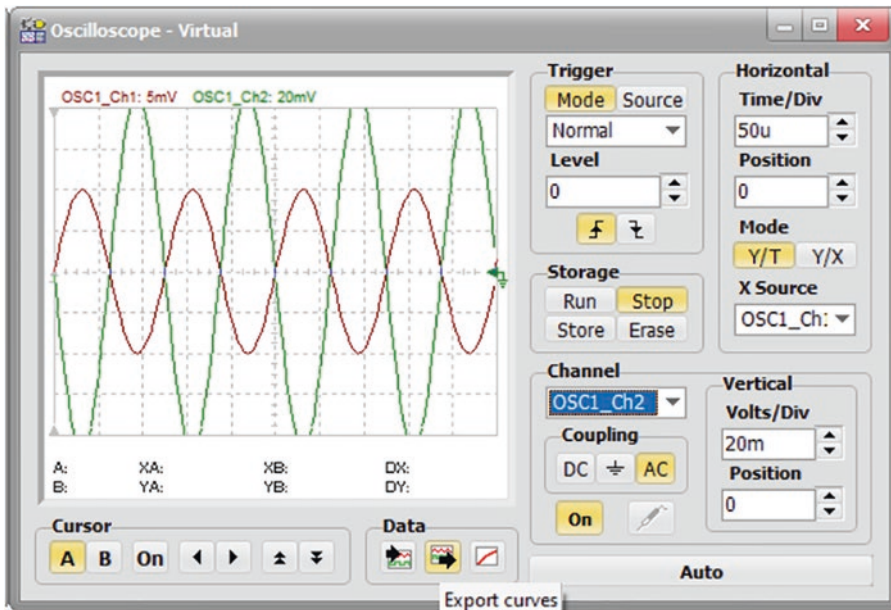 Oscilloscope - Virtual
OSC1_Ch1: 5mV OSC1_Ch2: 20mV
A: XA: XB: DX:
B: YA: YB: DY:
Cursor
A B On
Data
Export curves
Trigger
Mode Source
Normal
Level
0
Storage
Run Stop
Store Erase
Horizontal
Time/Div
50u
Position
0
Mode
Y/T Y/X
X Source
OSC1_Ch:
Channel
OSC1_Ch2
Coupling
DC AC
On
Vertical
Volts/Div
20m
Position
0
Auto